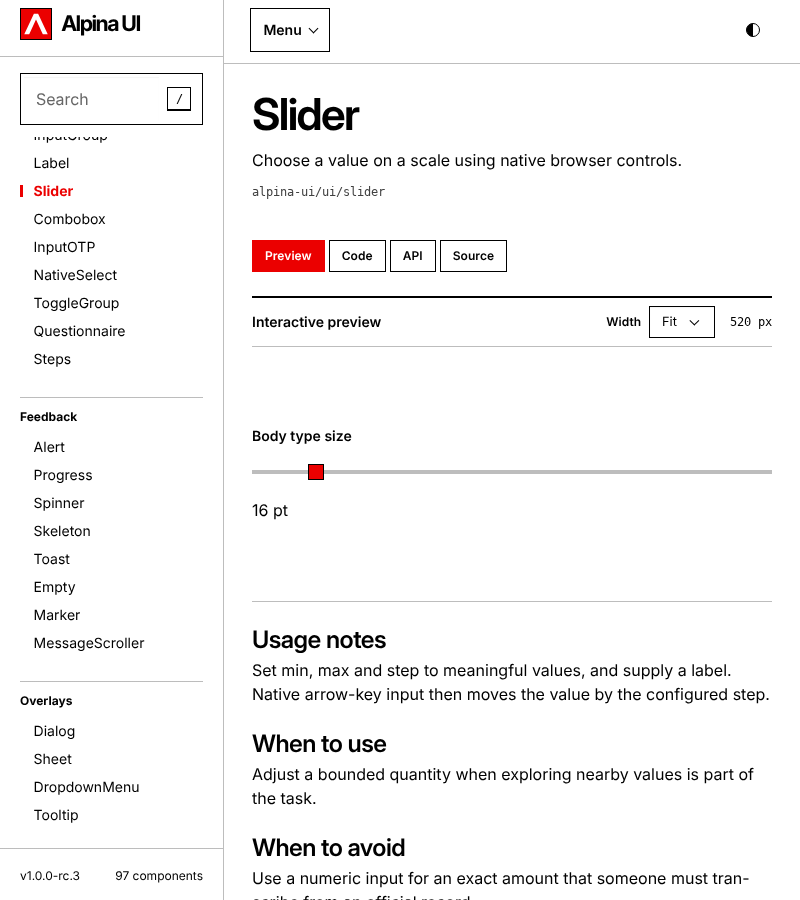 Alpina UI
Search
/
InputGroup
Label
Slider
Combobox
InputOTP
NativeSelect
ToggleGroup
Questionnaire
Steps
Feedback
Alert
Progress
Spinner
Skeleton
Toast
Empty
Marker
MessageScroller
Overlays
Dialog
Sheet
DropdownMenu
Tooltip
v1.0.0-rc.3 97 components
Menu
Slider
Choose a value on a scale using native browser controls.
alpina-ui/ui/slider
Preview Code API Source
Interactive preview Width Fit 520 px
Body type size
16 pt
Usage notes
Set min, max and step to meaningful values, and supply a label.
Native arrow-key input then moves the value by the configured step.
When to use
Adjust a bounded quantity when exploring nearby values is part of
the task.
When to avoid
Use a numeric input for an exact amount that someone must tran-
scribe from an official record.